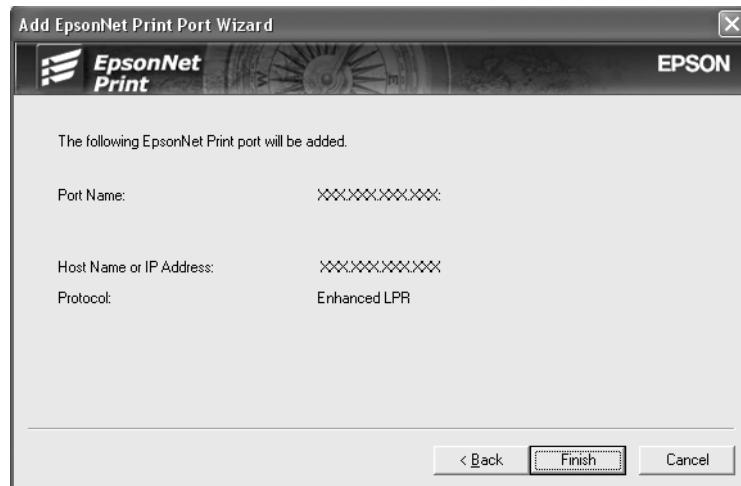 Add EpsonNet Print Port Wizard
EpsonNet
Print
EPSON
The following EpsonNet Print port will be added.
Port Name: XXX.XXX.XXX.XXX:
Host Name or IP Address: XXX.XXX.XXX.XXX
Protocol: Enhanced LPR
< Back Finish Cancel